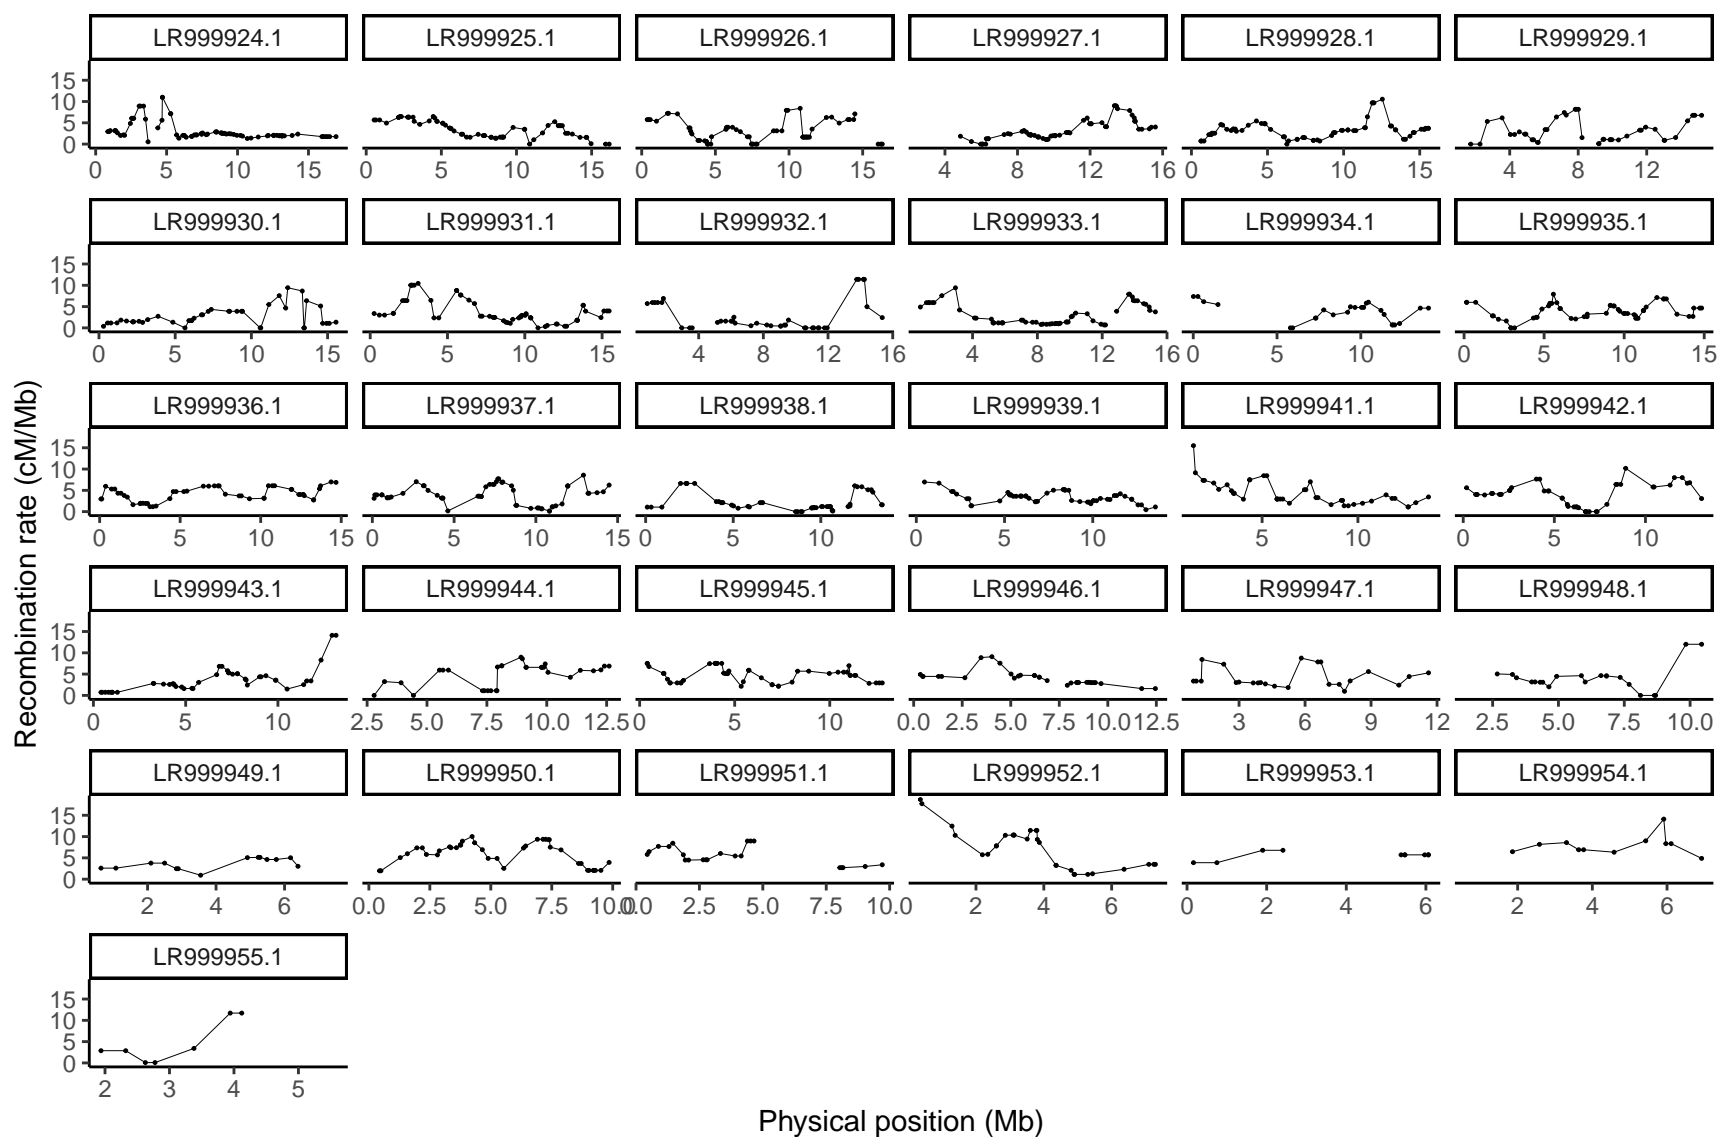 LR999924.1 LR999925.1 LR999926.1 LR999927.1 LR999928.1 LR999929.1
15
10
5
0
0 5 10 15 0 5 10 15 0 5 10 15 4 8 12 16 0 5 10 15 4 8 12
LR999930.1 LR999931.1 LR999932.1 LR999933.1 LR999934.1 LR999935.1
15
10
5
0
0 5 10 15 0 5 10 15 4 8 12 16 0 4 8 12 16 0 5 10 0 5 10 15
LR999936.1 LR999937.1 LR999938.1 LR999939.1 LR999941.1 LR999942.1
15
10
5
0
0 5 10 15 0 5 10 15 0 5 10 0 5 10 5 10 0 5 10
LR999943.1 LR999944.1 LR999945.1 LR999946.1 LR999947.1 LR999948.1
15
10
5
0
0 5 10 2.5 5.0 7.5 10.0 12.5 0 5 10 0.0 2.5 5.0 7.5 10.0 12.5 3 6 9 12 2.5 5.0 7.5 10.0
LR999949.1 LR999950.1 LR999951.1 LR999952.1 LR999953.1 LR999954.1
15
10
5
0
2 4 6 0.0 2.5 5.0 7.5 10.0 0.0 2.5 5.0 7.5 10.0 2 4 6 0 2 4 6 2 4 6
LR999955.1
15
10
5
0
2 3 4 5
Recombination rate (cM/Mb)
Physical position (Mb)